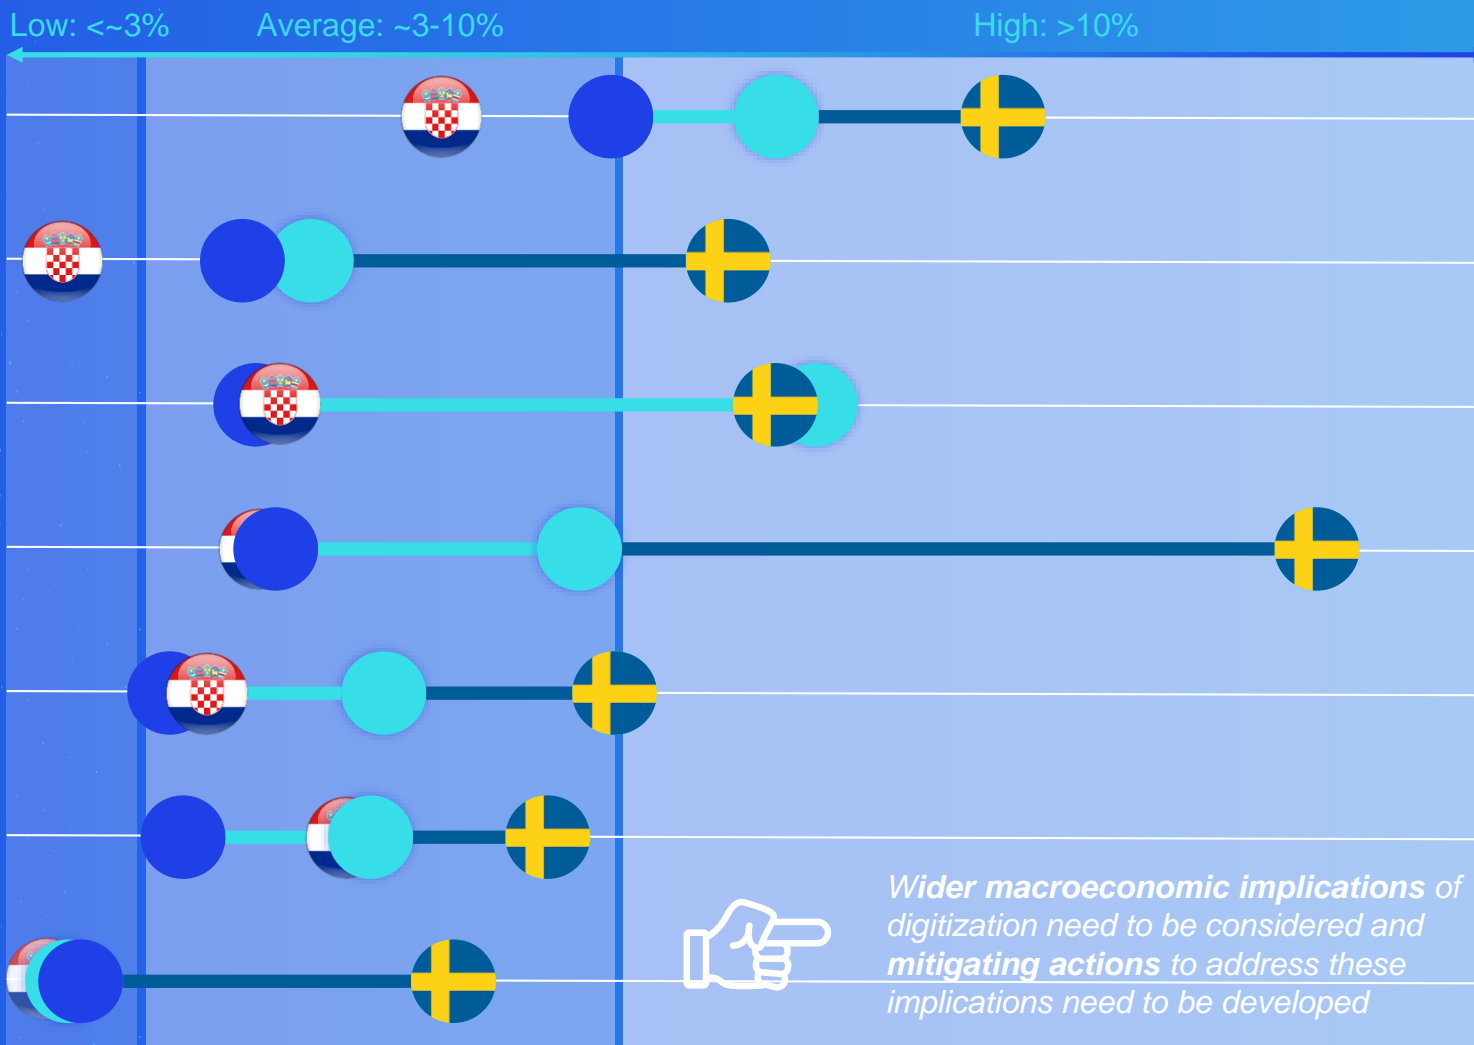 Low: <~3%
Average: ~3-10%
High: >10%
Wider macroeconomic implications of
digitization need to be considered and
mitigating actions to address these
implications need to be developed